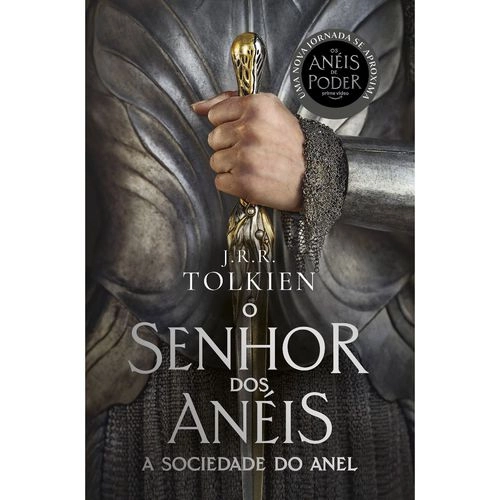 UMA NOVA JORNADA SE APROXIMA
OS
ANÉIS
DE
PODER
prime video
J.R.R.
TOLKIEN
O
SENHOR
DOS
ANÉIS
A SOCIEDADE DO ANEL